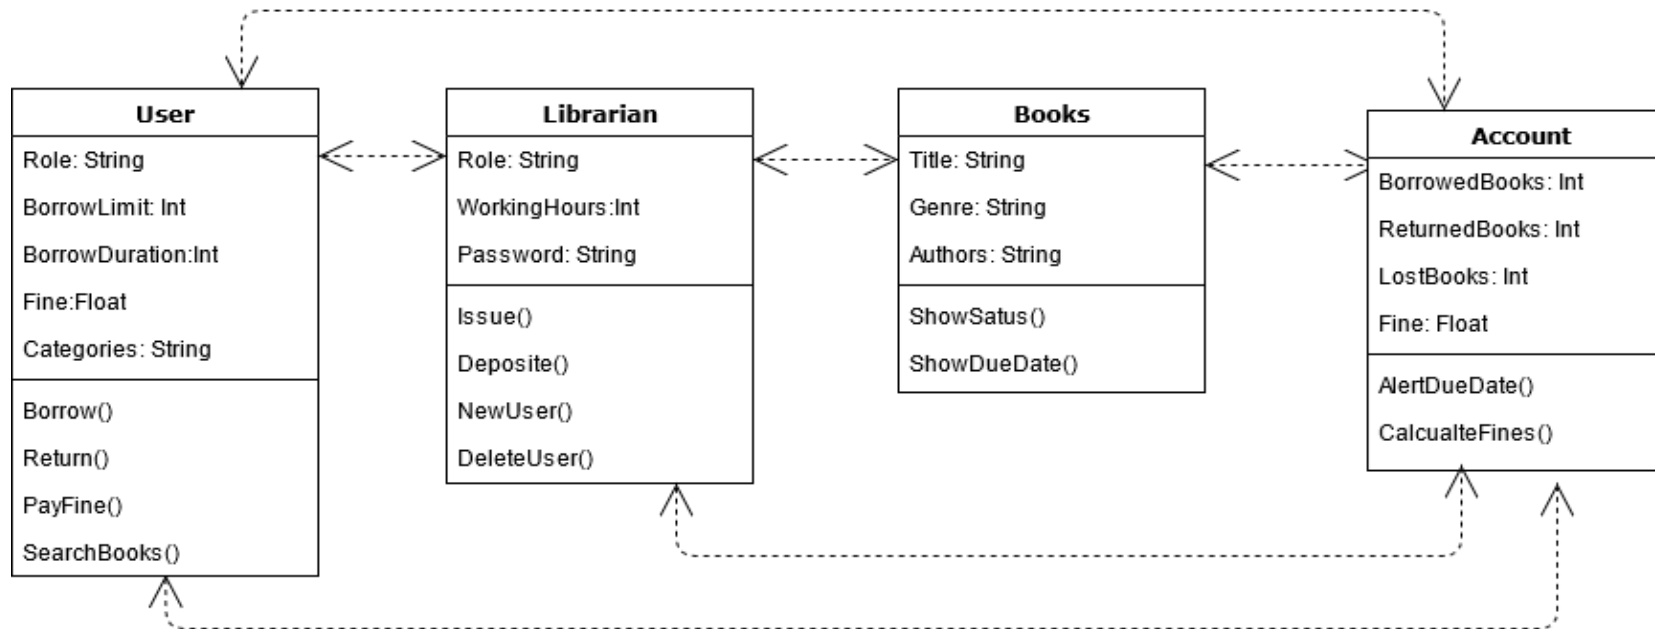 User
Role: String
BorrowLimit: Int
BorrowDuration:Int
Fine:Float
Categories: String
Borrow()
Return()
PayFine()
SearchBooks()
Librarian
Role: String
WorkingHours:Int
Password: String
Issue()
Deposite()
NewUser()
DeleteUser()
Books
Title: String
Genre: String
Authors: String
ShowSatus()
ShowDueDate()
Account
BorrowedBooks: Int
ReturnedBooks: Int
LostBooks: Int
Fine: Float
AlertDueDate()
CalcualteFines()